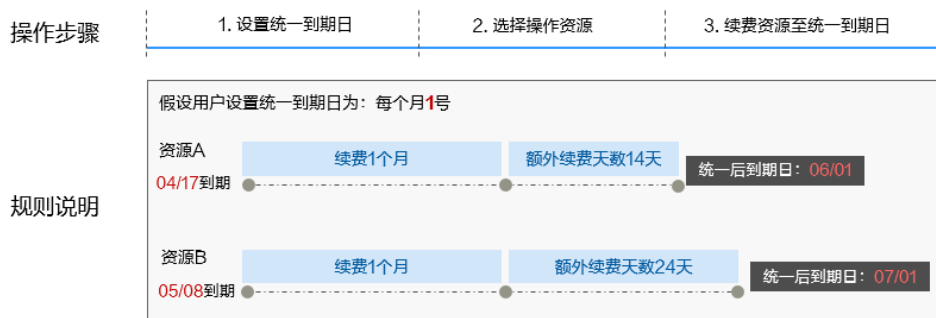 操作步骤
1. 设置统一到期日
2. 选择操作资源
3. 续费资源至统一到期日
规则说明
假设用户设置统一到期日为：每个月1号
资源A
04/17到期
续费1个月
额外续费天数14天
统一后到期日：06/01
资源B
05/08到期
续费1个月
额外续费天数24天
统一后到期日：07/01